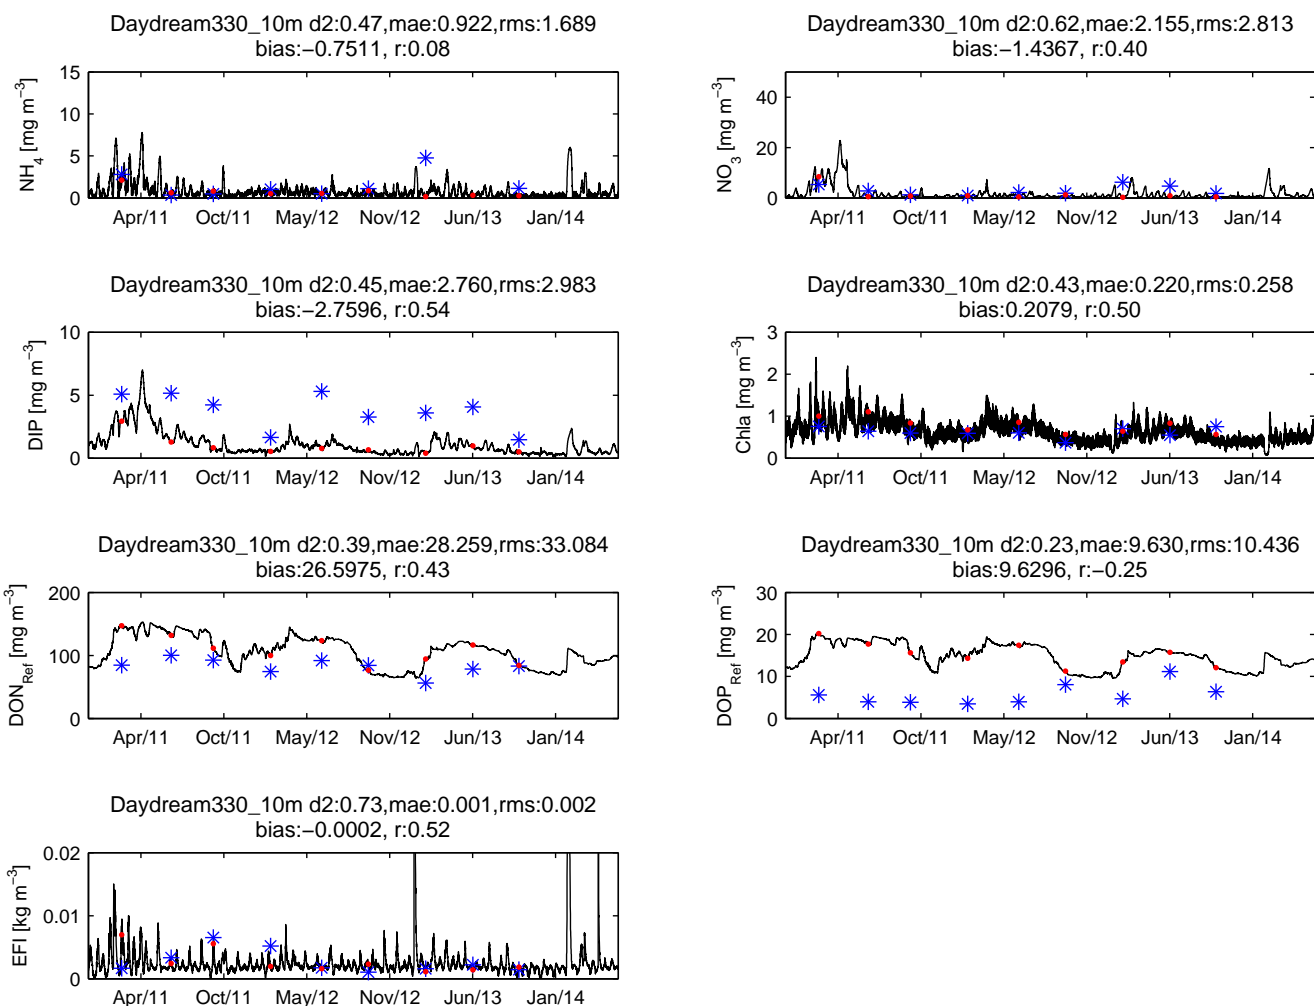 Daydream330_10m d2:0.47,mae:0.922,rms:1.689
bias:−0.7511, r:0.08
NH4 [mg m−3]
15
10
5
0
Apr/11 Oct/11 May/12 Nov/12 Jun/13 Jan/14
Daydream330_10m d2:0.62,mae:2.155,rms:2.813
bias:−1.4367, r:0.40
NO3 [mg m−3]
40
20
0
Apr/11 Oct/11 May/12 Nov/12 Jun/13 Jan/14
Daydream330_10m d2:0.45,mae:2.760,rms:2.983
bias:−2.7596, r:0.54
DIP [mg m−3]
10
5
0
Apr/11 Oct/11 May/12 Nov/12 Jun/13 Jan/14
Daydream330_10m d2:0.43,mae:0.220,rms:0.258
bias:0.2079, r:0.50
Chla [mg m−3]
3
2
1
0
Apr/11 Oct/11 May/12 Nov/12 Jun/13 Jan/14
Daydream330_10m d2:0.39,mae:28.259,rms:33.084
bias:26.5975, r:0.43
DONRef [mg m−3]
200
100
0
Apr/11 Oct/11 May/12 Nov/12 Jun/13 Jan/14
Daydream330_10m d2:0.23,mae:9.630,rms:10.436
bias:9.6296, r:−0.25
DOPRef [mg m−3]
30
20
10
0
Apr/11 Oct/11 May/12 Nov/12 Jun/13 Jan/14
Daydream330_10m d2:0.73,mae:0.001,rms:0.002
bias:−0.0002, r:0.52
EFI [kg m−3]
0.02
0.01
0
Apr/11 Oct/11 May/12 Nov/12 Jun/13 Jan/14